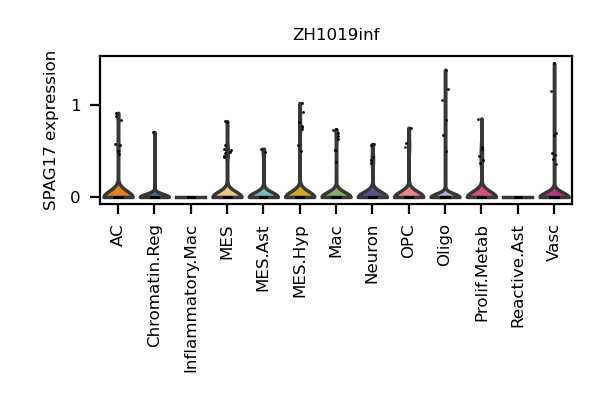 ZH1019inf
SPAG17 expression
1
0
AC
Chromatin.Reg
Inflammatory.Mac
MES
MES.Ast
MES.Hyp
Mac
Neuron
OPC
Oligo
Prolif.Metab
Reactive.Ast
Vasc